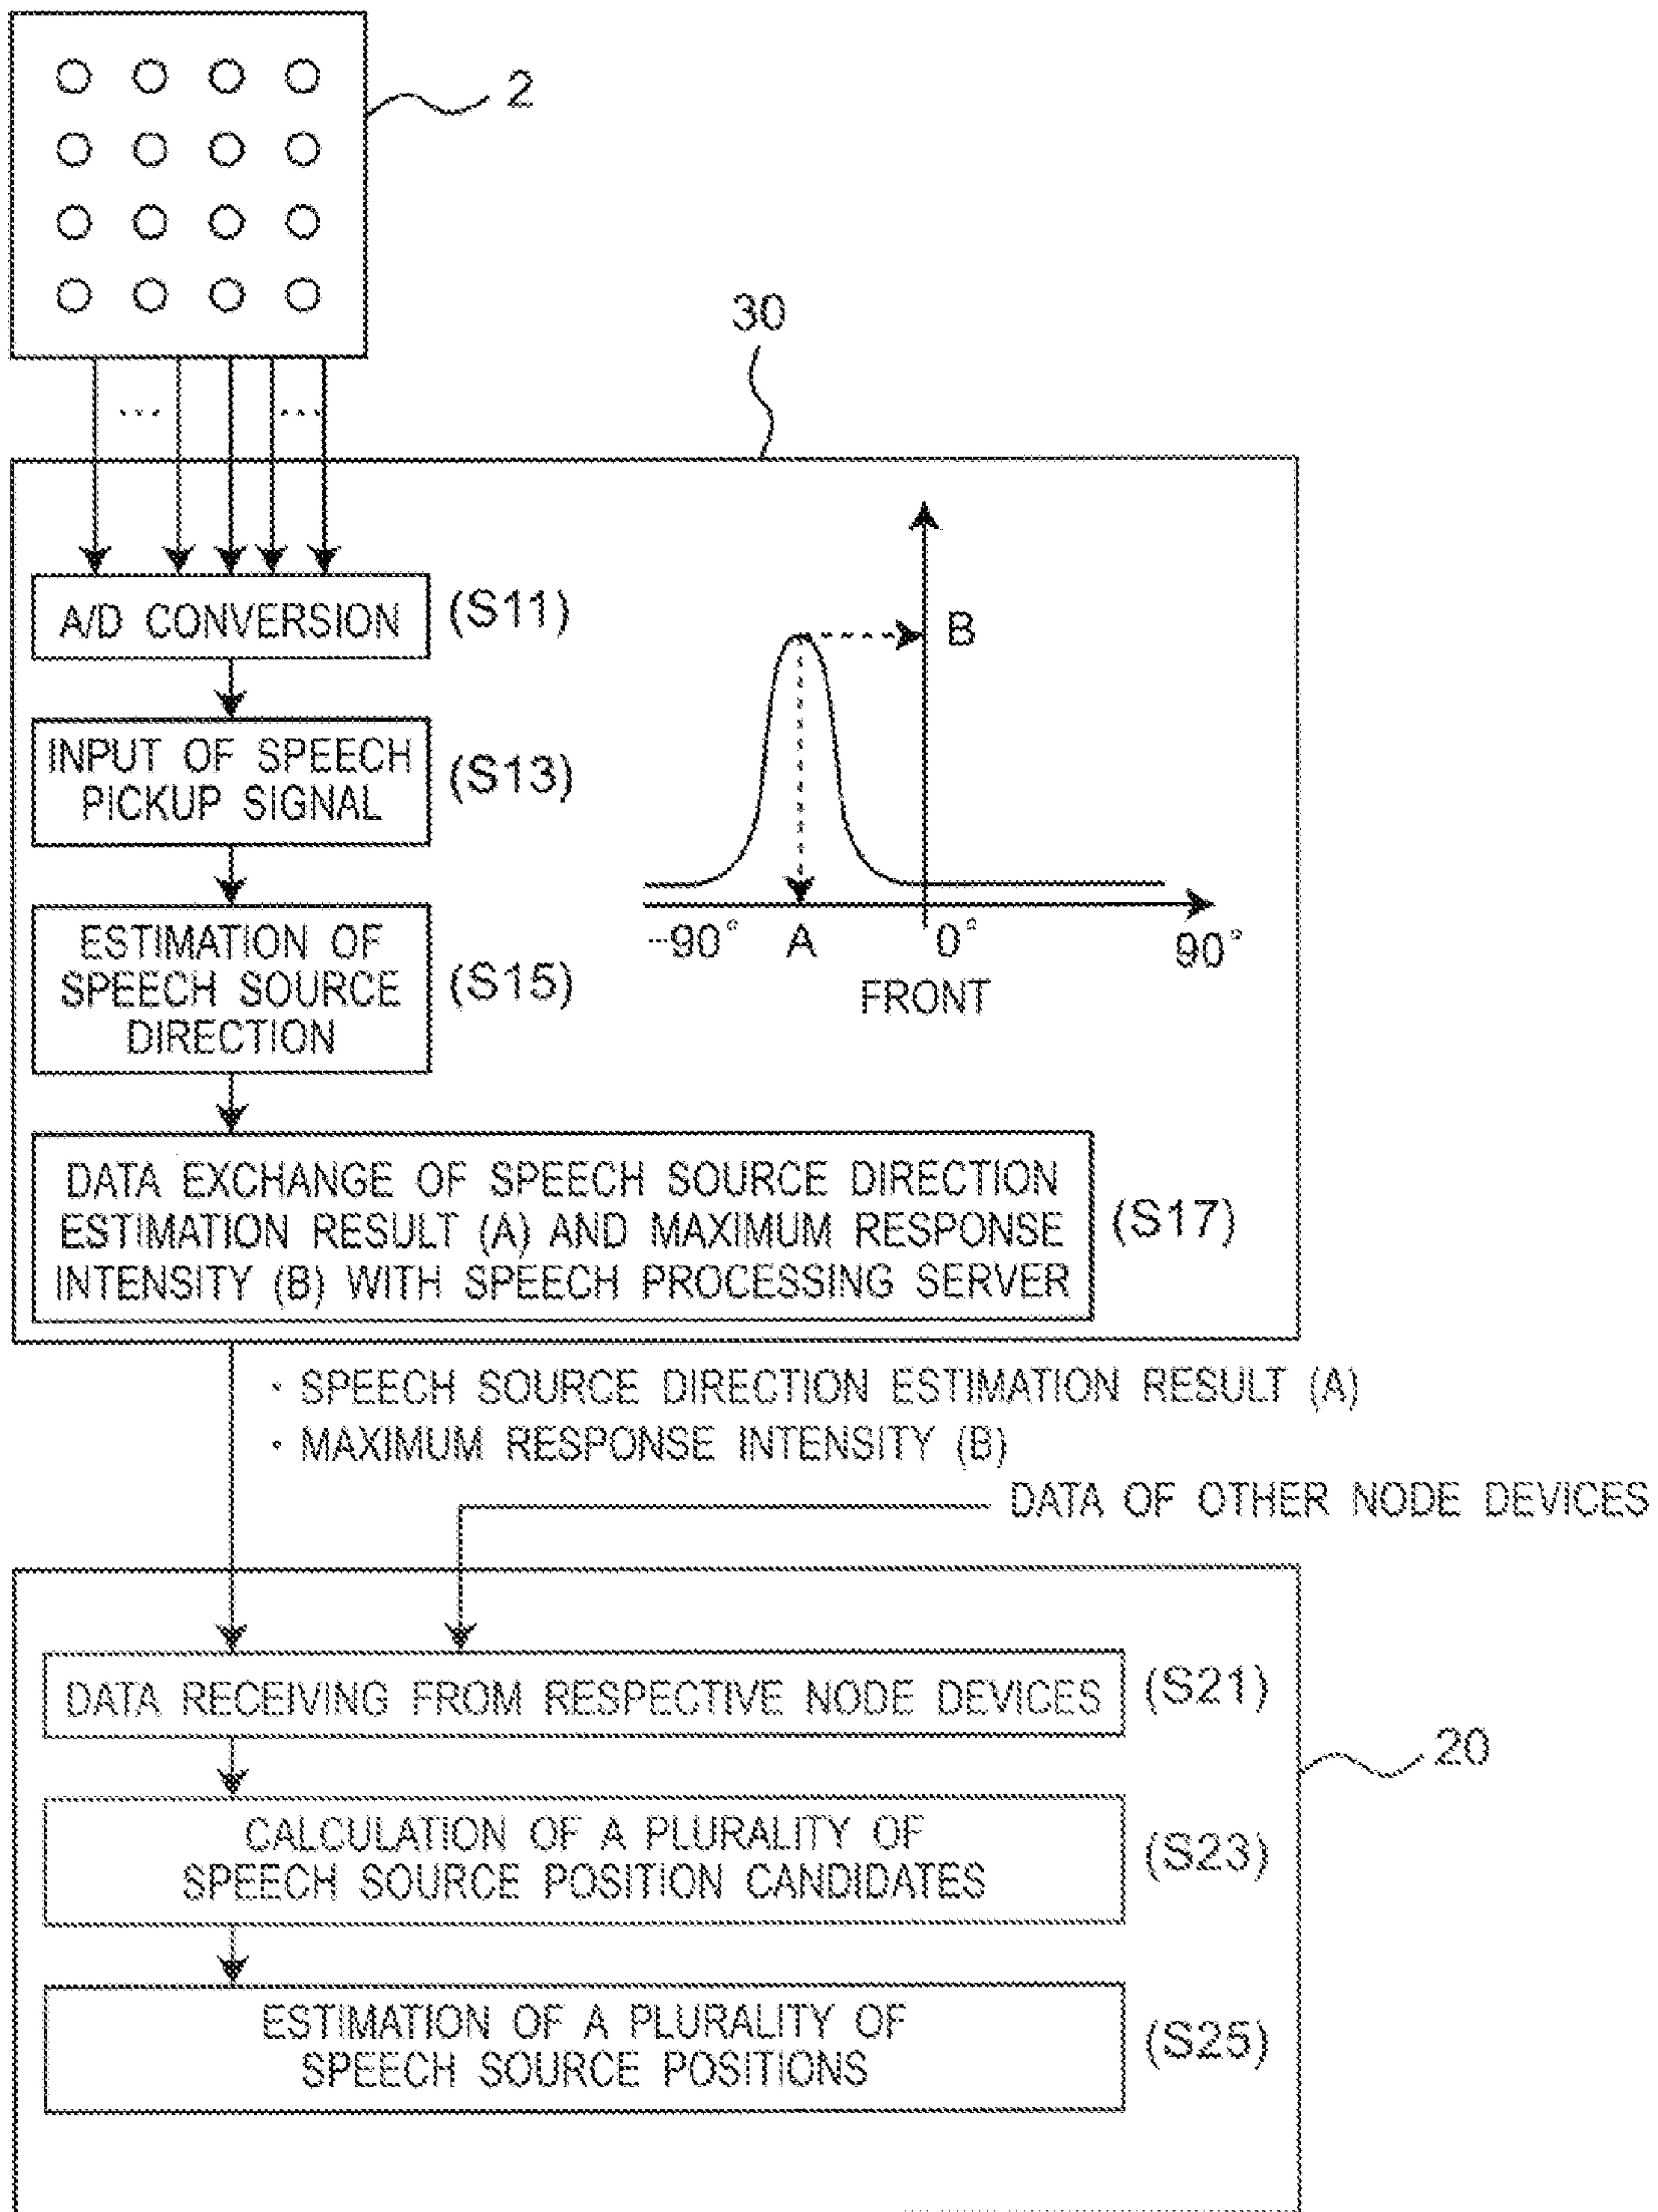 2
...
...
30
A/D CONVERSION
(S11)
B
INPUT OF SPEECH
PICKUP SIGNAL
(S13)
-90° A 0° 90°
FRONT
ESTIMATION OF
SPEECH SOURCE
DIRECTION
(S15)
DATA EXCHANGE OF SPEECH SOURCE DIRECTION
ESTIMATION RESULT (A) AND MAXIMUM RESPONSE
INTENSITY (B) WITH SPEECH PROCESSING SERVER
(S17)
· SPEECH SOURCE DIRECTION ESTIMATION RESULT (A)
· MAXIMUM RESPONSE INTENSITY (B)
DATA OF OTHER NODE DEVICES
DATA RECEIVING FROM RESPECTIVE NODE DEVICES
(S21)
20
CALCULATION OF A PLURALITY OF
SPEECH SOURCE POSITION CANDIDATES
(S23)
ESTIMATION OF A PLURALITY OF
SPEECH SOURCE POSITIONS
(S25)